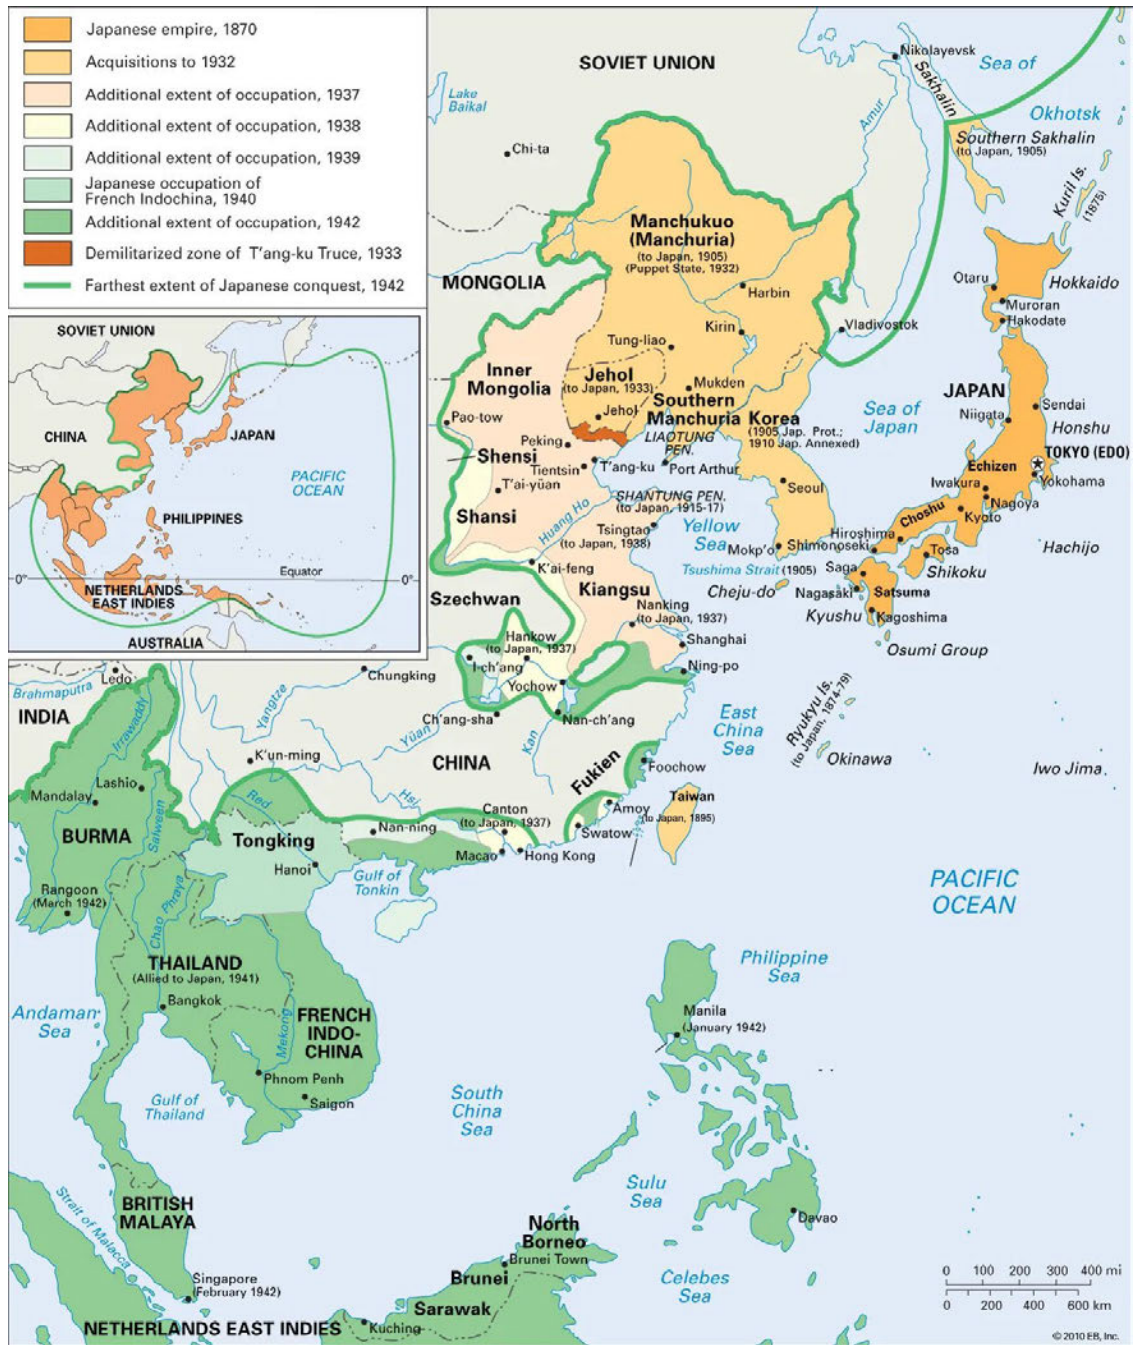 Japanese empire, 1870
Acquisitions to 1932
Additional extent of occupation, 1937
Additional extent of occupation, 1938
Additional extent of occupation, 1939
Japanese occupation of
French Indochina, 1940
Additional extent of occupation, 1942
Demilitarized zone of T'ang-ku Truce, 1933
Farthest extent of Japanese conquest, 1942
SOVIET UNION
CHINA
JAPAN
PACIFIC
OCEAN
PHILIPPINES
Equator
0°
0°
NETHERLANDS
EAST INDIES
AUSTRALIA
SOVIET UNION
Nikolayevsk
Sea of
Okhotsk
Sakhalin
Lake
Baikal
Amur
Chi-ta
Southern Sakhalin
(to Japan, 1905)
Kuril Is.
(1875)
Manchukuo
(Manchuria)
(to Japan, 1905)
(Puppet State, 1932)
MONGOLIA
Harbin
Otaru
Hokkaido
Muroran
Hakodate
Kirin
Vladivostok
Tung-liao
Inner
Mongolia
Jehol
(to Japan, 1933)
Mukden
JAPAN
Southern
Manchuria
Korea
(1905 Jap. Prot.;
1910 Jap. Annexed)
Sea of
Japan
Sendai
Niigata
Honshu
Jehol
Pao-tow
Peking
LIAOTUNG
PEN.
TOKYO (EDO)
Shensi
Tientsin
T'ang-ku
Port Arthur
Echizen
Yokohama
T'ai-yüan
Seoul
Iwakura
Nagoya
SHANTUNG PEN.
(to Japan, 1915-17)
Choshu
Kyoto
Shansi
Huang Ho
Tsingtao
(to Japan, 1938)
Yellow
Sea
Hiroshima
Mokp'o
Shimonoseki
Tosa
Hachijo
K'ai-feng
Tsushima Strait (1905)
Saga
Shikoku
Kiangsu
Cheju-do
Nagasaki
Satsuma
Szechwan
Nanking
(to Japan, 1937)
Kyushu
Kagoshima
Hankow
(to Japan, 1937)
Shanghai
Osumi Group
I-ch'ang
Ning-po
Ledo
Chungking
Yochow
Brahmaputra
INDIA
Irrawaddy
Yangtze
Ch'ang-sha
Nan-ch'ang
Yüan
Kan
East
China
Sea
Ryukyu Is.
(to Japan, 1874-79)
Okinawa
K'un-ming
CHINA
Fukien
Foochow
Iwo Jima
Lashio
Mandalay
Red
Hsi
Taiwan
(to Japan, 1895)
Canton
(to Japan, 1937)
Amoy
BURMA
Salween
Tongking
Nan-ning
Swatow
Macao
Hong Kong
Hanoi
Gulf of
Tonkin
Rangoon
(March 1942)
Chao Phraya
PACIFIC
OCEAN
THAILAND
(Allied to Japan, 1941)
Philippine
Sea
Bangkok
Andaman
Sea
Mekong
FRENCH
INDO-
CHINA
Manila
(January 1942)
Phnom Penh
Saigon
Gulf of
Thailand
South
China
Sea
Sulu
Sea
BRITISH
MALAYA
Strait of Malacca
Davao
North
Borneo
Brunei Town
Brunei
Singapore
(February 1942)
Celebes
Sea
Sarawak
Kuching
NETHERLANDS EAST INDIES
0 100 200 300 400 mi
0 200 400 600 km
© 2010 EB, Inc.